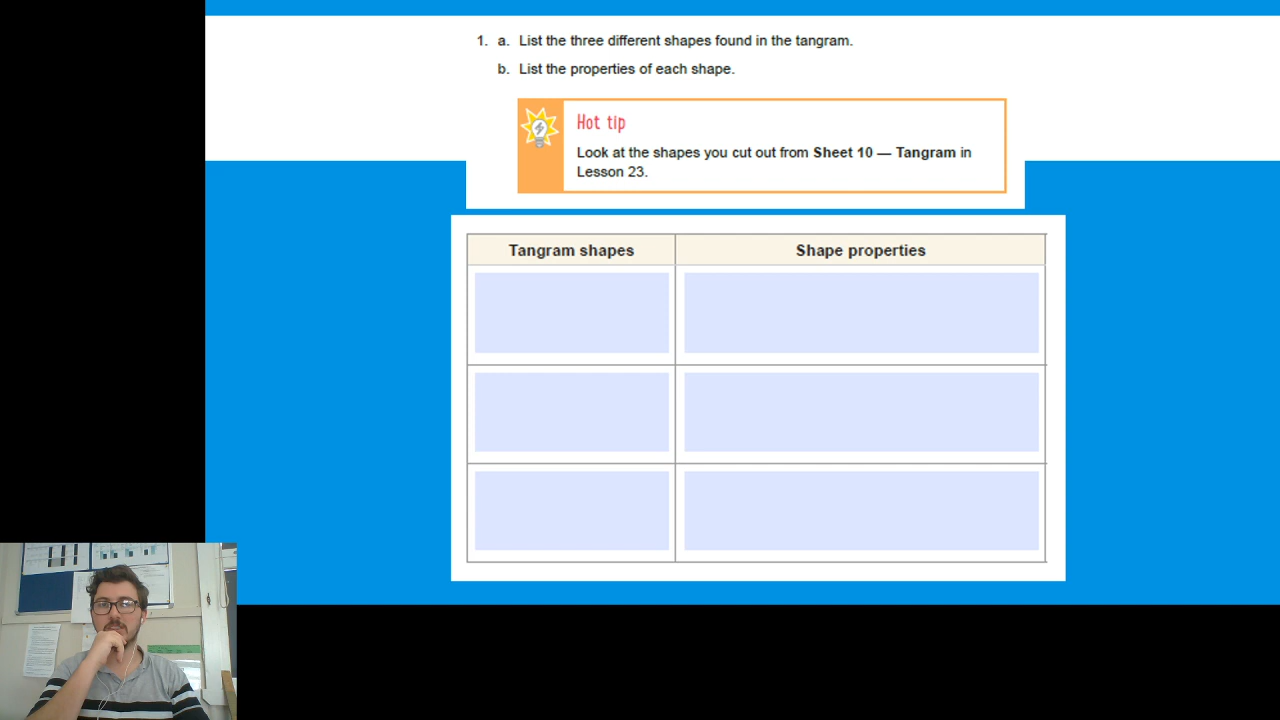 1. a. List the three different shapes found in the tangram.
b. List the properties of each shape.
Hot tip
Look at the shapes you cut out from Sheet 10 — Tangram in
Lesson 23.
Tangram shapes
Shape properties